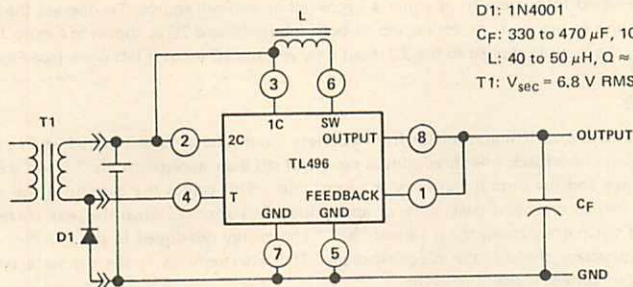 D1: 1N4001
CF: 330 to 470 μF, 10
L: 40 to 50 μH, Q ≈
T1: Vsec = 6.8 V RMS
L
3
6
1C
SW
T1
2
2C
OUTPUT
8
OUTPUT
TL496
4
T
FEEDBACK
1
CF
GND
GND
D1
7
5
GND